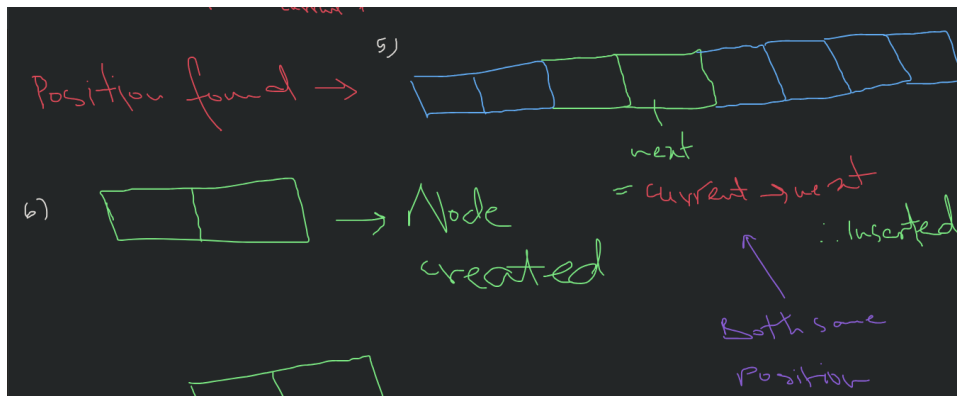 5)
Position found →
next
= current → next
6)
→ Node
created
∴ inserted
Both same
position